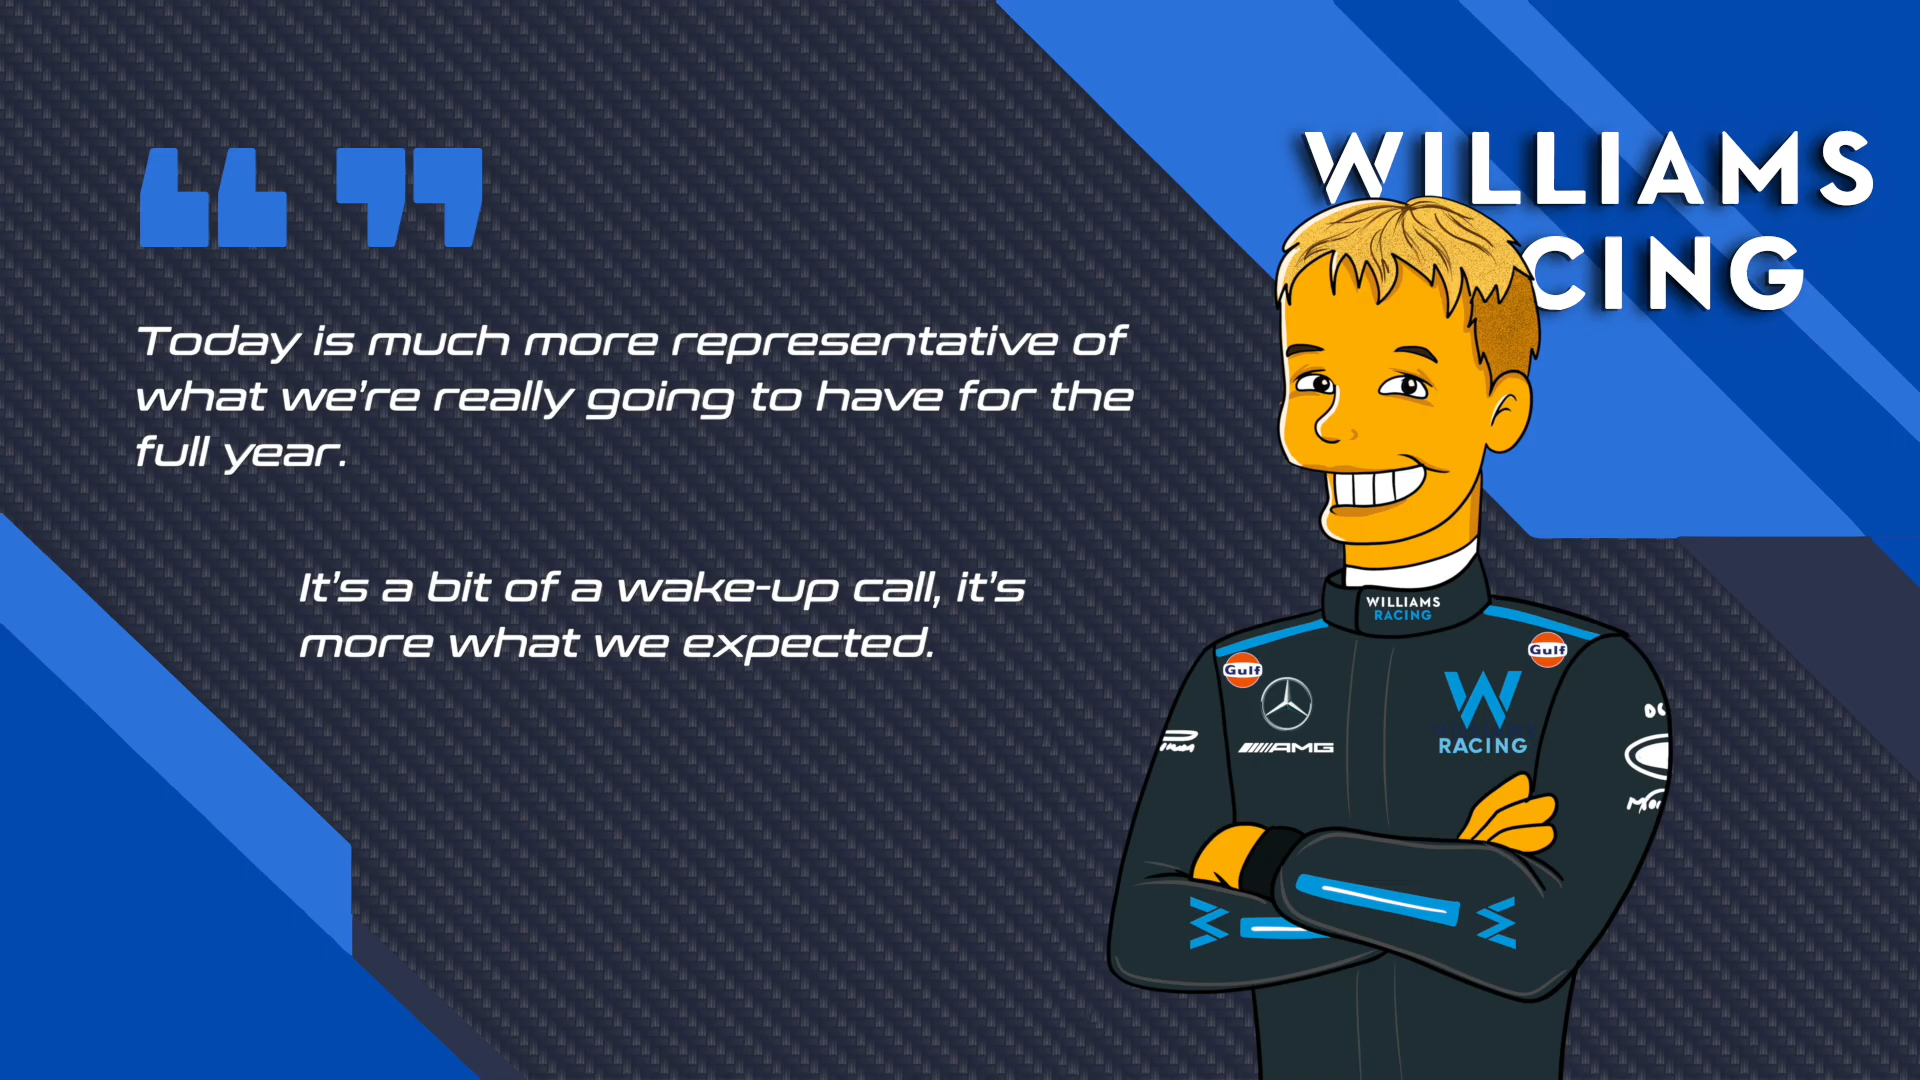 WILLIAMS
CING
Today is much more representative of
what we're really going to have for the
full year.
It's a bit of a wake-up call, it's
more what we expected.
WILLIAMS
RACING
Gulf
Gulf
AMG
W
RACING